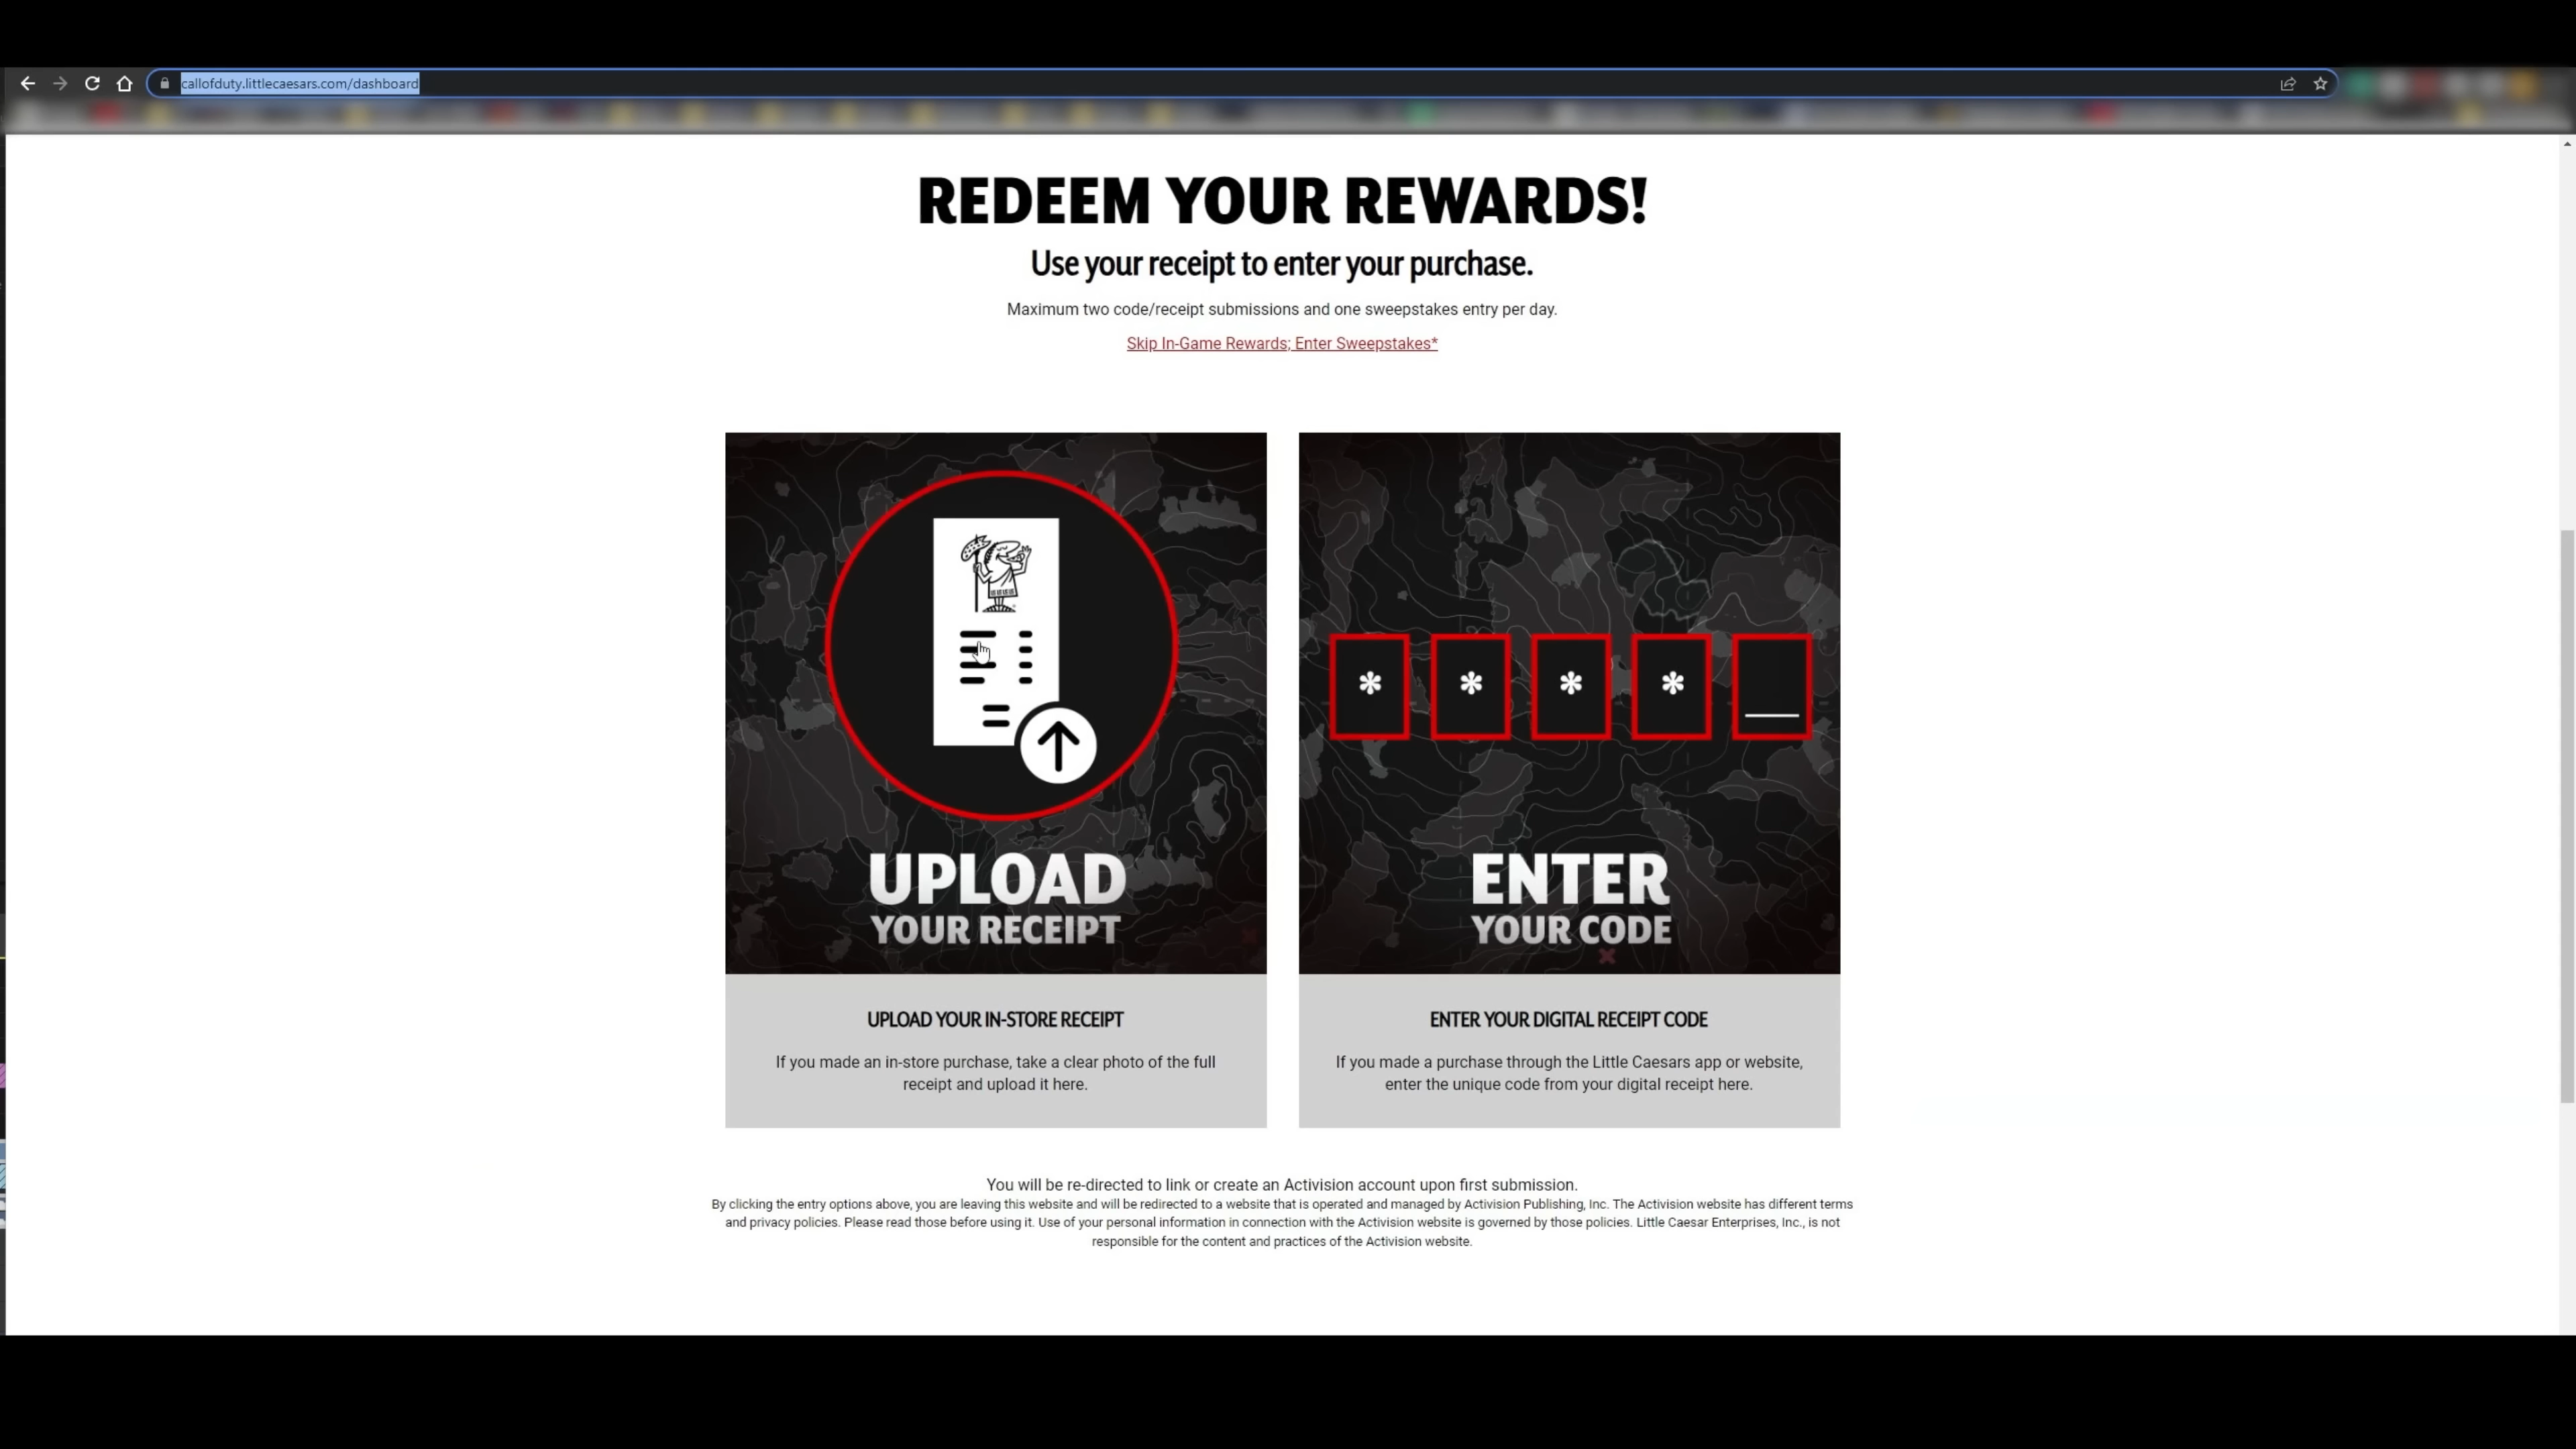 callofduty.littlecaesars.com/dashboard
REDEEM YOUR REWARDS!
Use your receipt to enter your purchase.
Maximum two code/receipt submissions and one sweepstakes entry per day.
Skip In-Game Rewards; Enter Sweepstakes*
UPLOAD
YOUR RECEIPT
UPLOAD YOUR IN-STORE RECEIPT
If you made an in-store purchase, take a clear photo of the full
receipt and upload it here.
* * * * _
ENTER
YOUR CODE
ENTER YOUR DIGITAL RECEIPT CODE
If you made a purchase through the Little Caesars app or website,
enter the unique code from your digital receipt here.
You will be re-directed to link or create an Activision account upon first submission.
By clicking the entry options above, you are leaving this website and will be redirected to a website that is operated and managed by Activision Publishing, Inc. The Activision website has different terms
and privacy policies. Please read those before using it. Use of your personal information in connection with the Activision website is governed by those policies. Little Caesar Enterprises, Inc., is not
responsible for the content and practices of the Activision website.